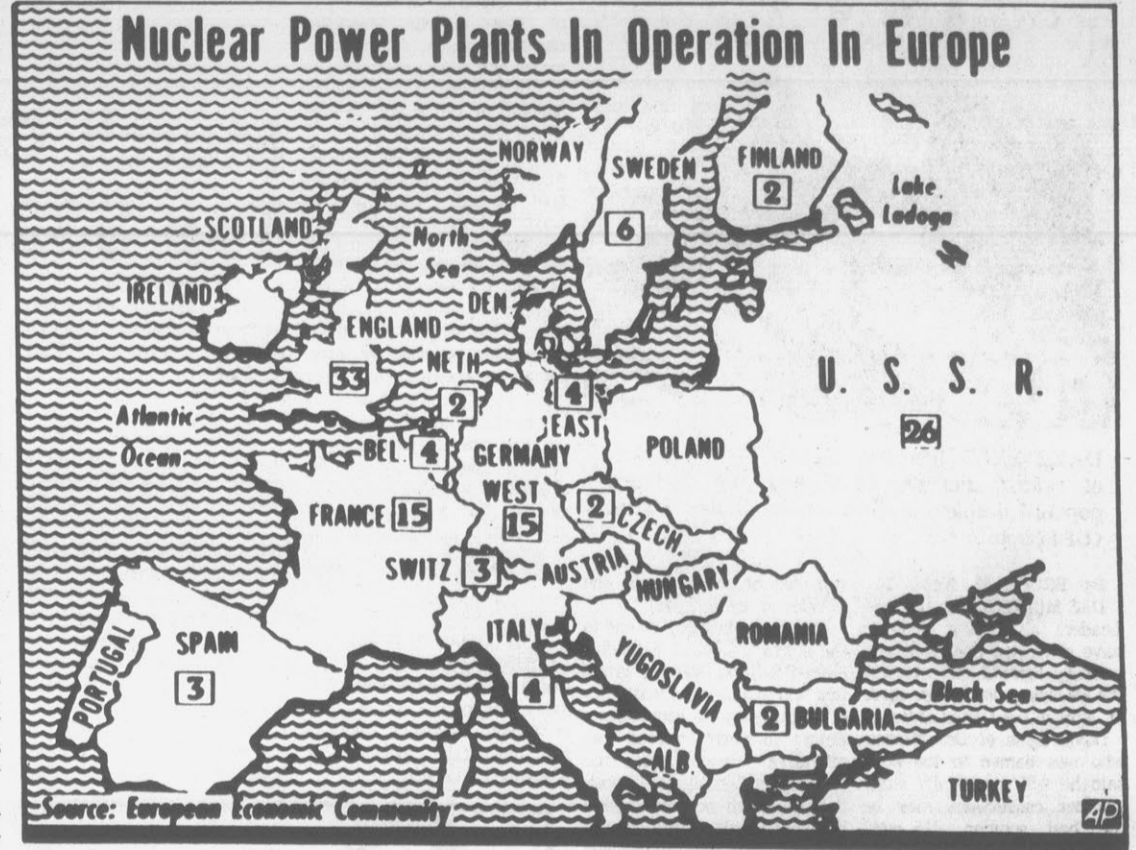 Nuclear Power Plants In Operation In Europe
NORWAY
SWEDEN
6
FINLAND
2
Lake
Ladoga
SCOTLAND
North
Sea
IRELAND
DEN
ENGLAND
33
NETH
2
4
EAST
U. S. S. R.
26
Atlantic
Ocean
BEL
4
GERMANY
POLAND
FRANCE 15
WEST
15
2
CZECH.
SWITZ
3
AUSTRIA
HUNGARY
ITALY
4
ROMANIA
PORTUGAL
SPAIN
3
YUGOSLAVIA
Black Sea
2 BULGARIA
ALB
TURKEY
Source: European Economic Community
AP